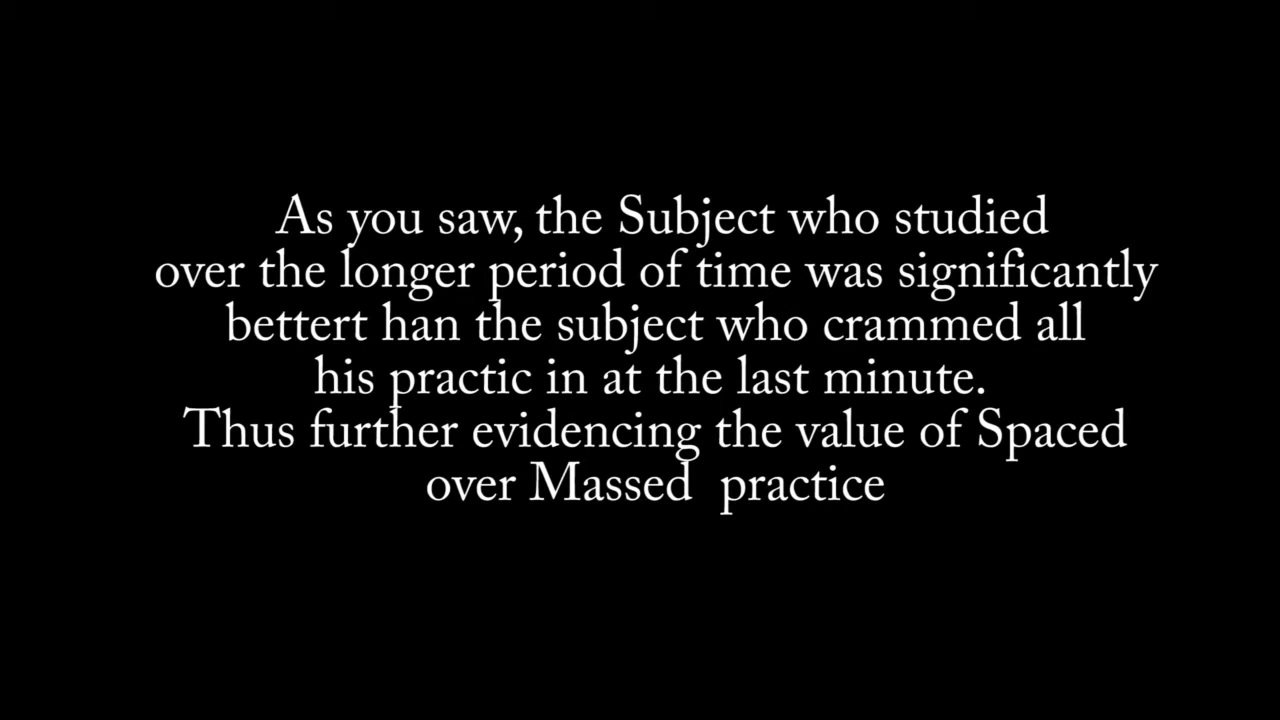 As you saw, the Subject who studied
over the longer period of time was significantly
bettert han the subject who crammed all
his practic in at the last minute.
Thus further evidencing the value of Spaced
over Massed  practice